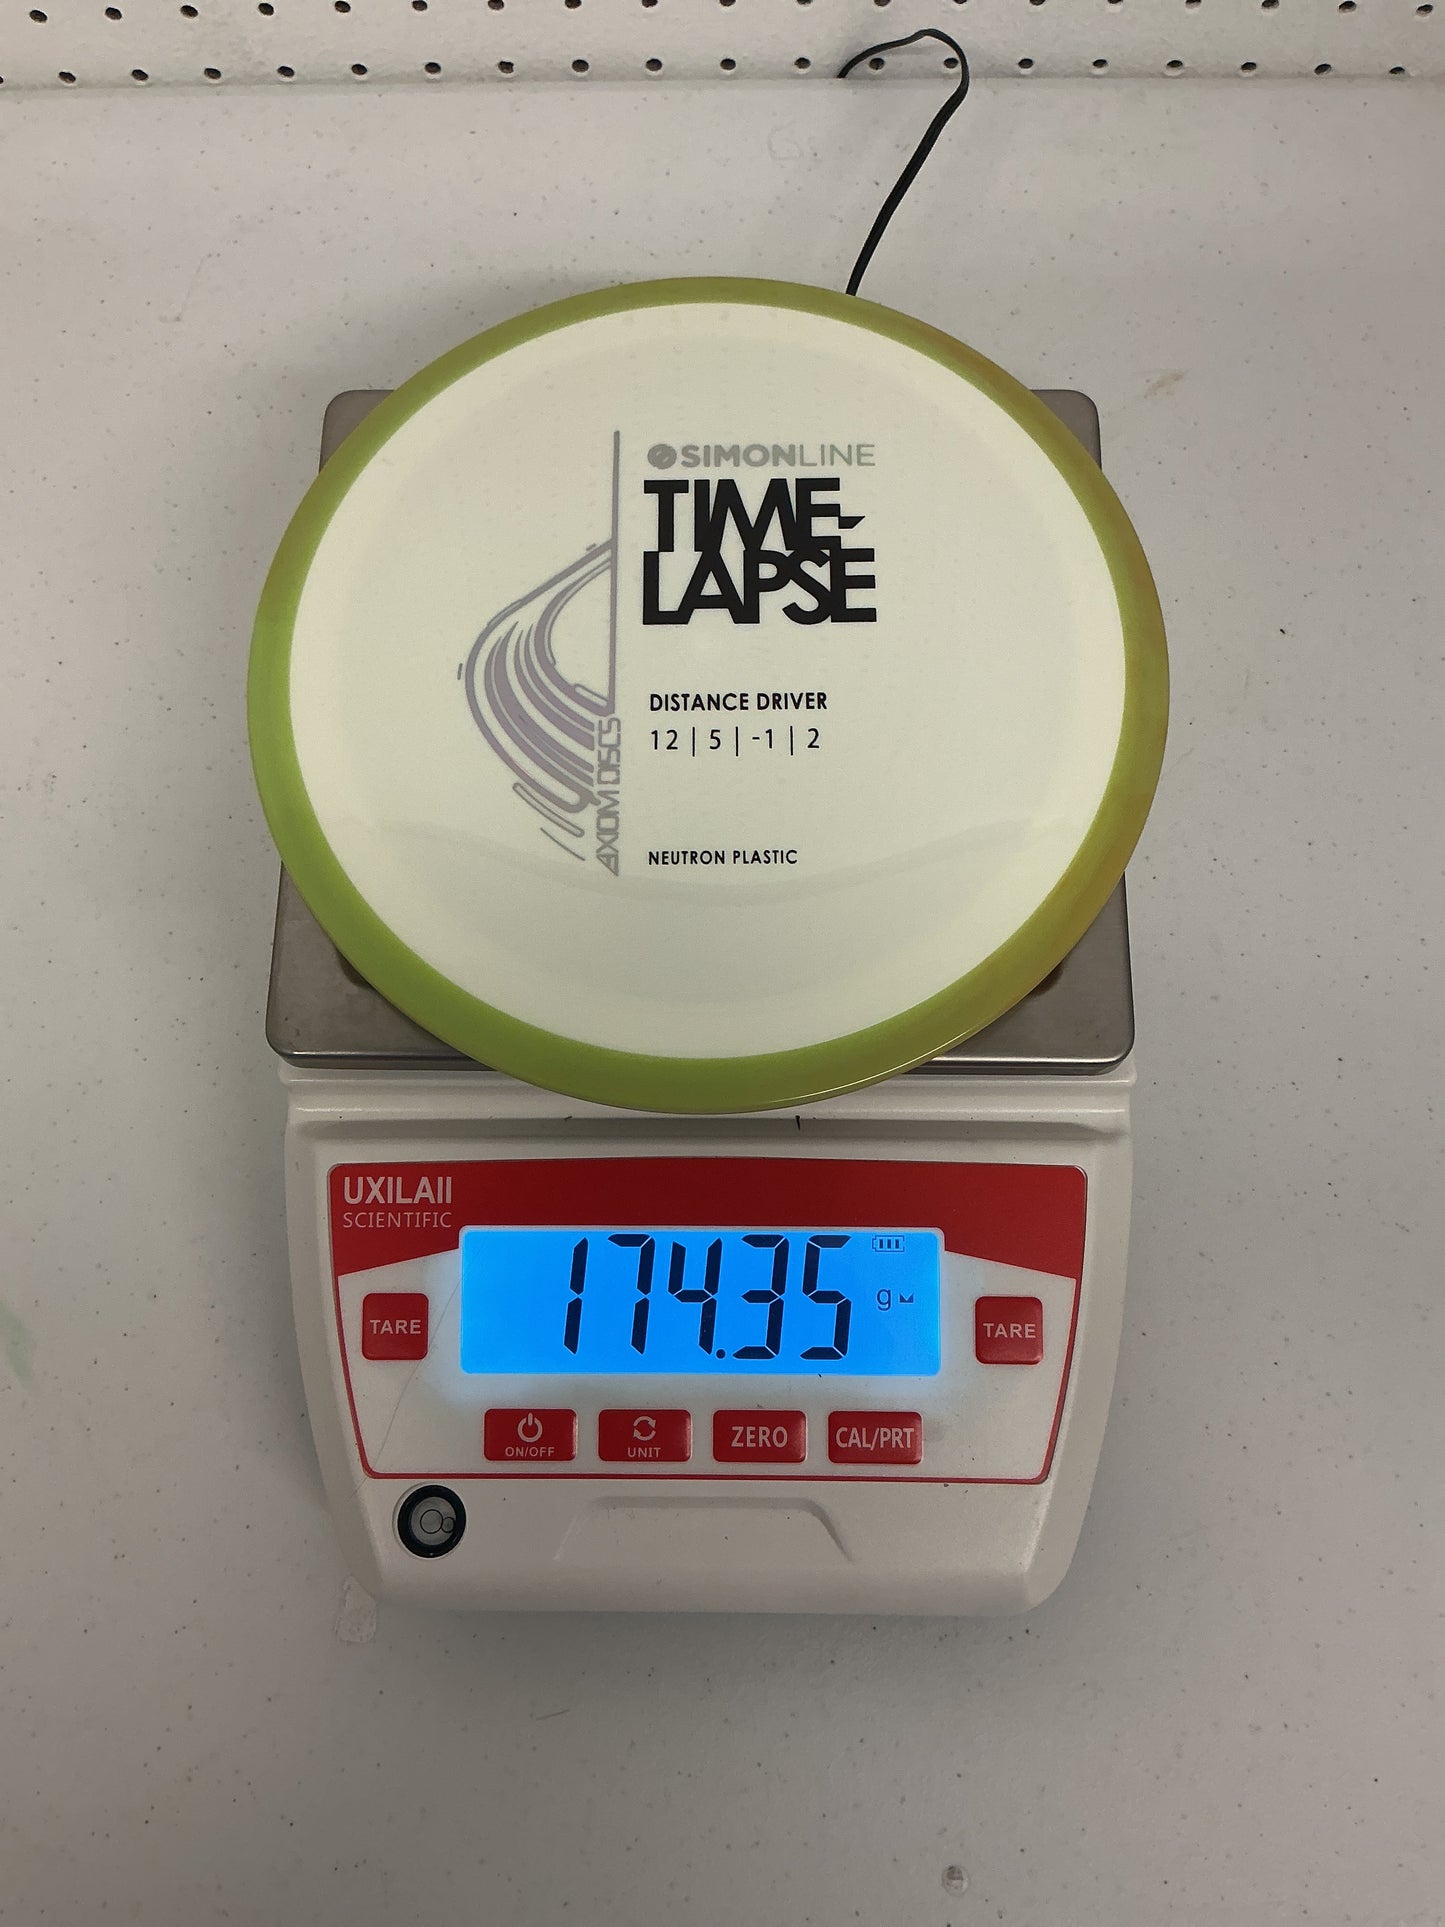 SIMONLINE
TIME-
LAPSE
DISTANCE DRIVER
12 | 5 | -1 | 2
AXIOM DISCS
NEUTRON PLASTIC
UXILAII
SCIENTIFIC
174.35
g
TARE
TARE
ON/OFF
UNIT
ZERO
CAL/PRT